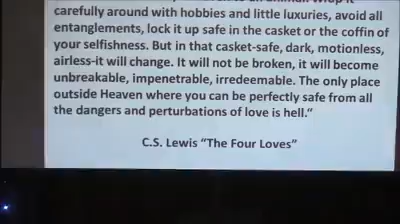 carefully around with hobbies and little luxuries, avoid all
entanglements, lock it up safe in the casket or the coffin of
your selfishness. But in that casket-safe, dark, motionless,
airless-it will change. It will not be broken, it will become
unbreakable, impenetrable, irredeemable. The only place
outside Heaven where you can be perfectly safe from all
the dangers and perturbations of love is hell."
C.S. Lewis "The Four Loves"